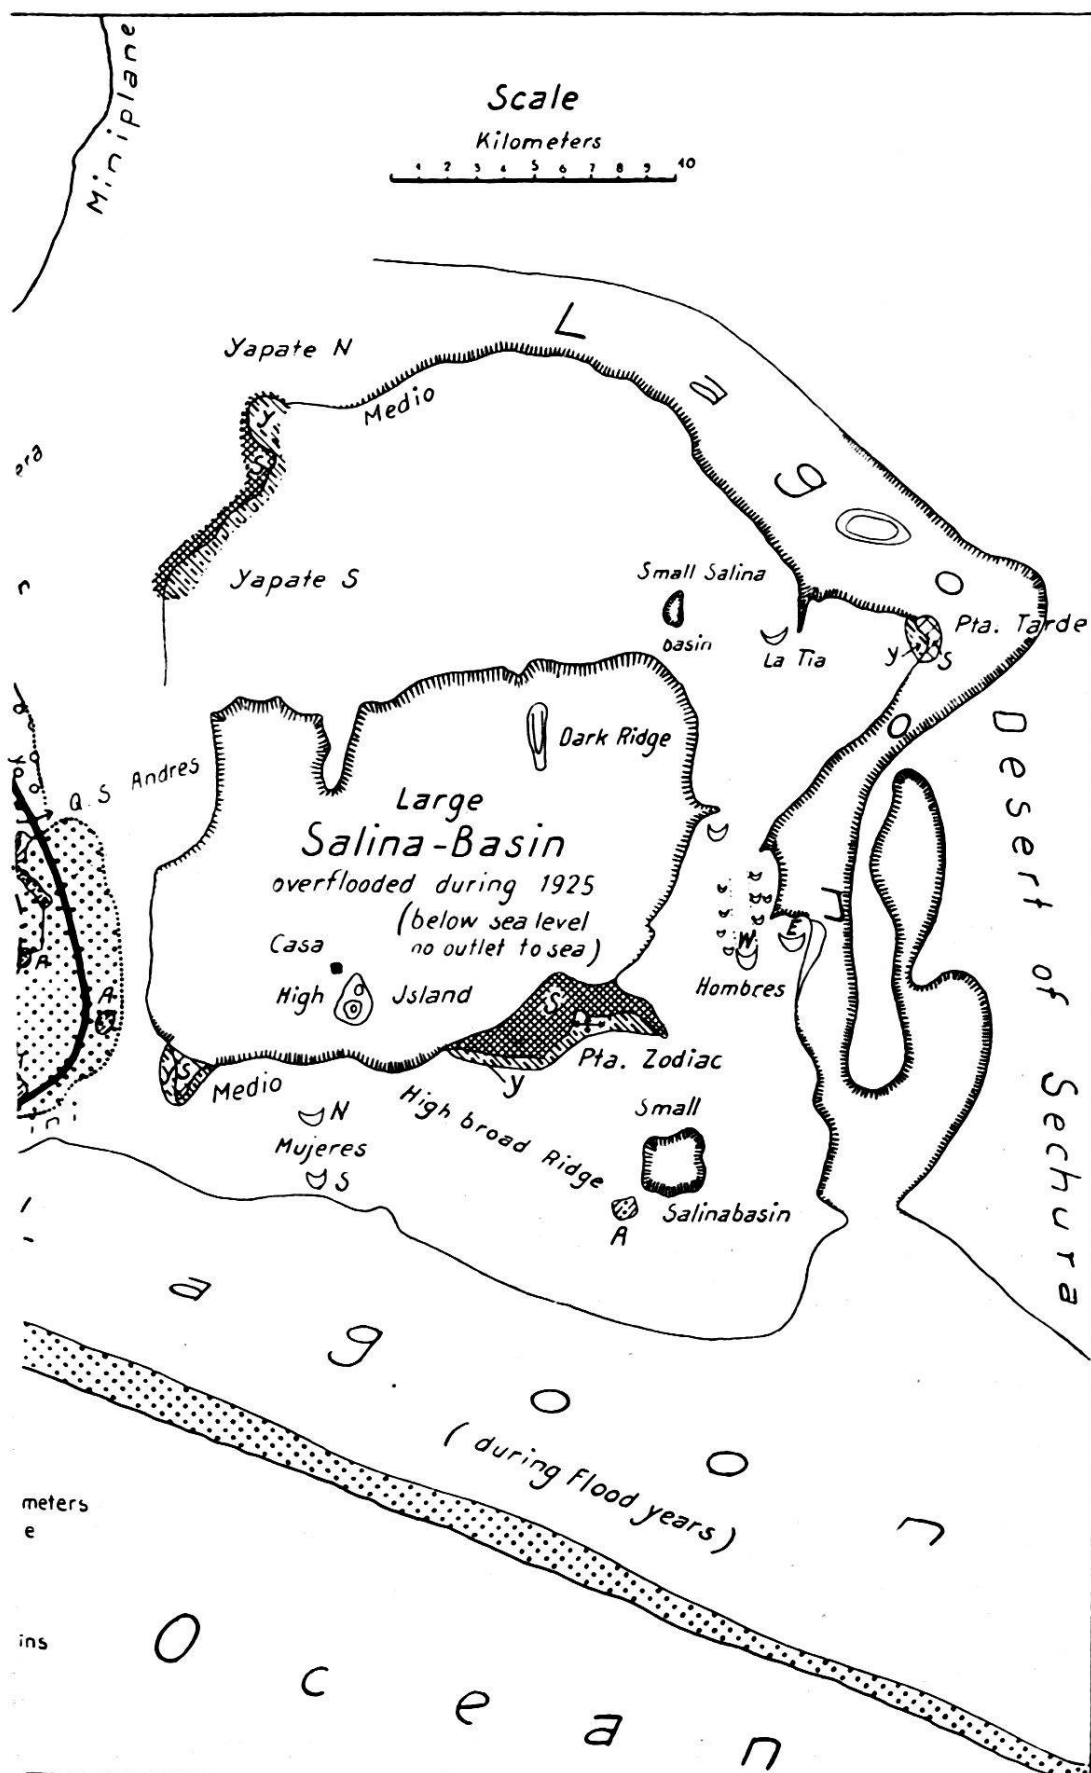 Miniplane
Scale
Kilometers
1 2 3 4 5 6 7 8 9 10
Lagoon
Yapate N
Medio
Y
S
era
n
Yapate S
Small Salina
basin
La Tia
Pta. Tarde
Y S
Desert of Sechura
Dark Ridge
Q. S Andres
Large
Salina-Basin
overflooded during 1925
(below sea level
no outlet to sea)
Casa
High Island
A
A
S
Y
W
E
Hombres
Pta. Zodiac
Y S
Medio
N
Mujeres
S
High broad Ridge
Small
Salinabasin
A
agoon
(during Flood years)
meters
e
ins
Ocean